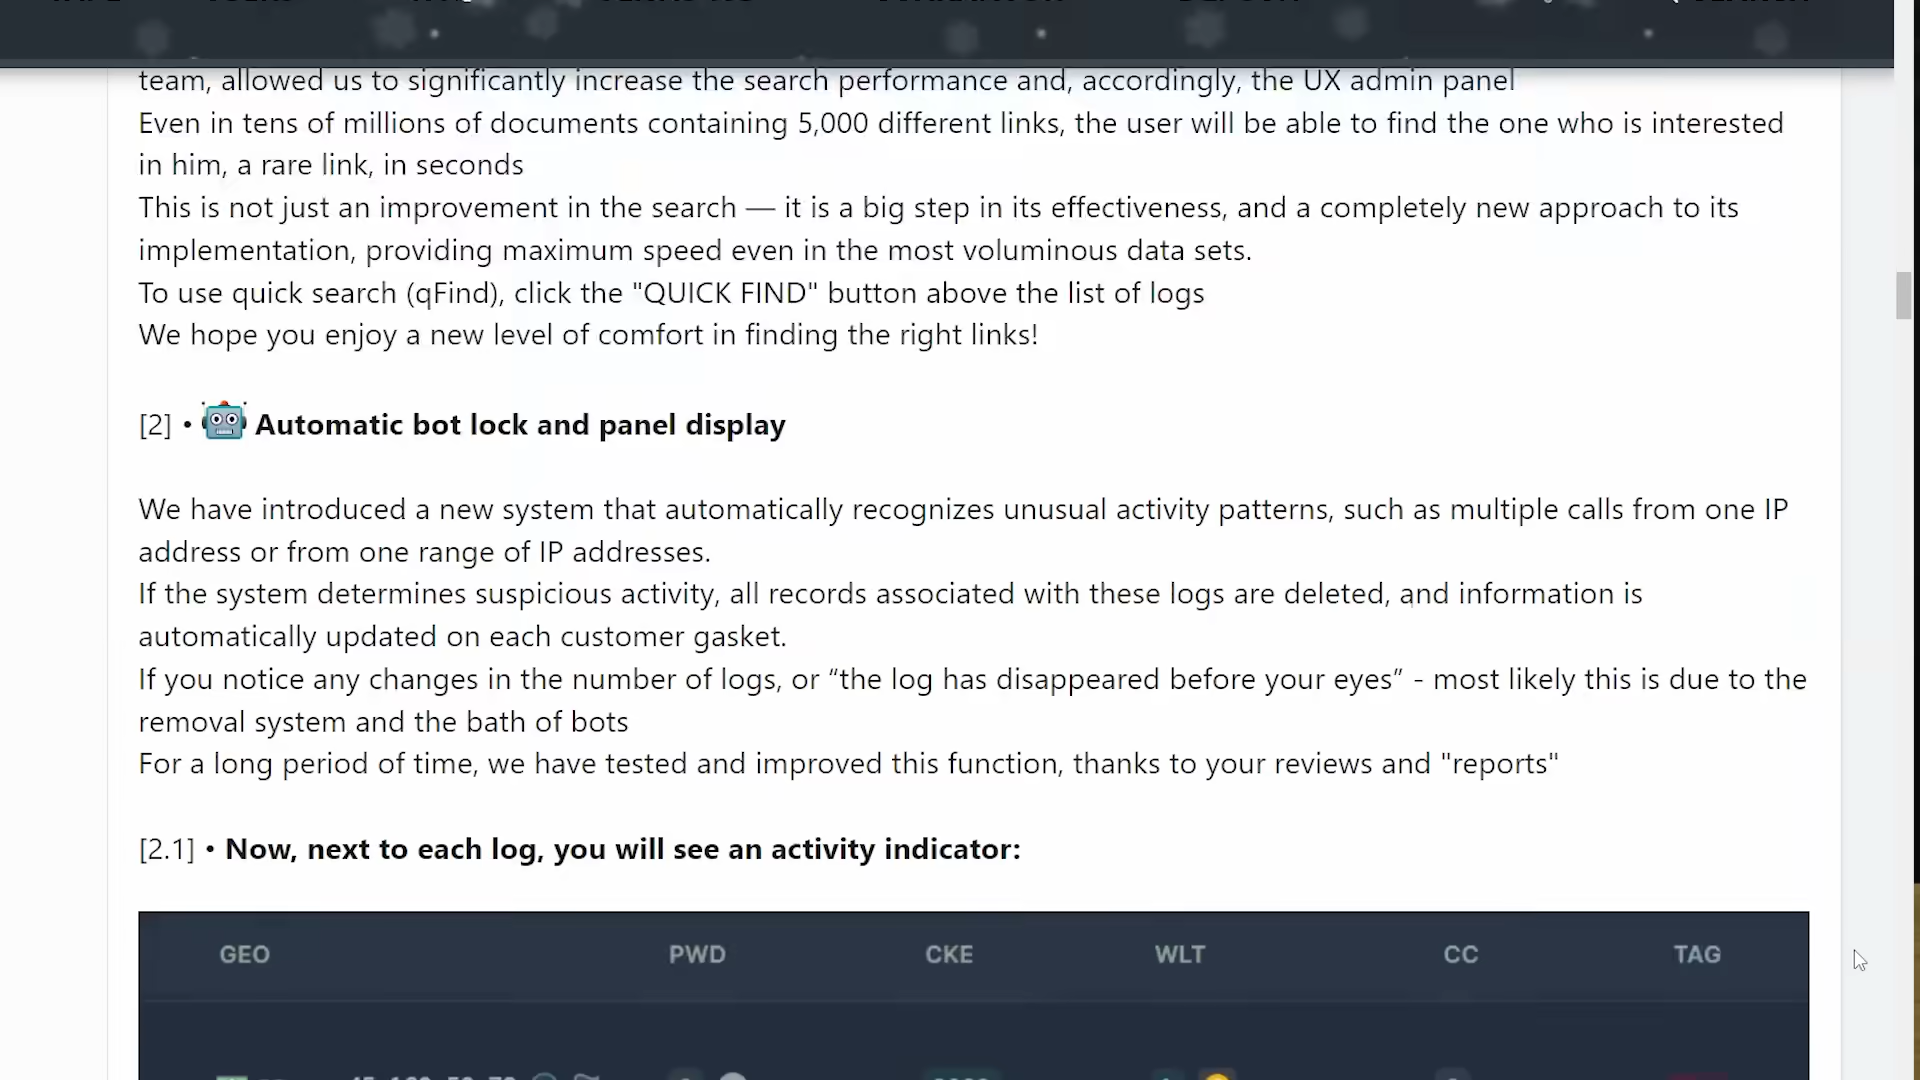 team, allowed us to significantly increase the search performance and, accordingly, the UX admin panel
Even in tens of millions of documents containing 5,000 different links, the user will be able to find the one who is interested
in him, a rare link, in seconds
This is not just an improvement in the search — it is a big step in its effectiveness, and a completely new approach to its
implementation, providing maximum speed even in the most voluminous data sets.
To use quick search (qFind), click the "QUICK FIND" button above the list of logs
We hope you enjoy a new level of comfort in finding the right links!
[2] • Automatic bot lock and panel display
We have introduced a new system that automatically recognizes unusual activity patterns, such as multiple calls from one IP
address or from one range of IP addresses.
If the system determines suspicious activity, all records associated with these logs are deleted, and information is
automatically updated on each customer gasket.
If you notice any changes in the number of logs, or “the log has disappeared before your eyes” - most likely this is due to the
removal system and the bath of bots
For a long period of time, we have tested and improved this function, thanks to your reviews and "reports"
[2.1] • Now, next to each log, you will see an activity indicator:
GEO PWD CKE WLT CC TAG